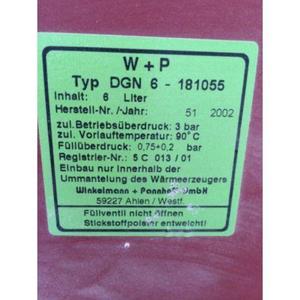 W + P
Typ DGN 6 - 181055
Inhalt: 6 Liter
Herstell-Nr./Jahr: 51 2002
zul.Betriebsüberdruck: 3 bar
zul. Vorlauftemperatur: 90°C
Füllüberdruck: 0,75+0,2 bar
Registrier-Nr.: 5 C 013 / 01
Einbau nur innerhalb der
Ummantelung des Wärmeerzeugers
Winkelmann + Pannhoff GmbH
59227 Ahlen / Westf.
Füllventil nicht öffnen
Stickstoffpolster entweicht!